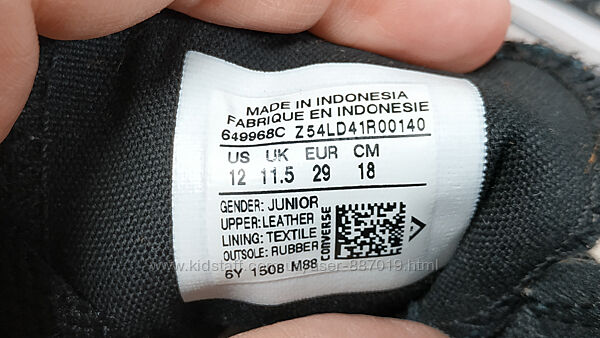 MADE IN INDONESIA
FABRIQUE EN INDONESIE
649968C Z54LD41R00140
US UK EUR CM
12 11.5 29 18
GENDER: JUNIOR
UPPER: LEATHER
LINING: TEXTILE
OUTSOLE: RUBBER
CONVERSE
6Y 1508 M88